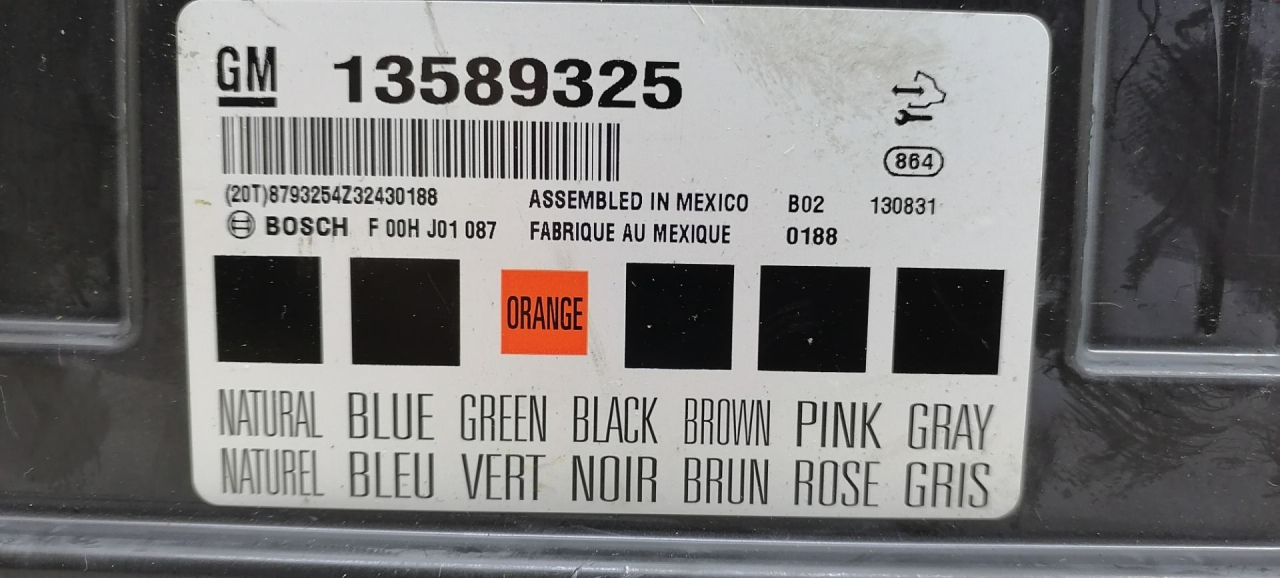 GM 13589325
864
(20T)8793254Z32430188 ASSEMBLED IN MEXICO B02 130831
BOSCH F 00H J01 087 FABRIQUE AU MEXIQUE 0188
ORANGE
NATURAL BLUE GREEN BLACK BROWN PINK GRAY
NATUREL BLEU VERT NOIR BRUN ROSE GRIS